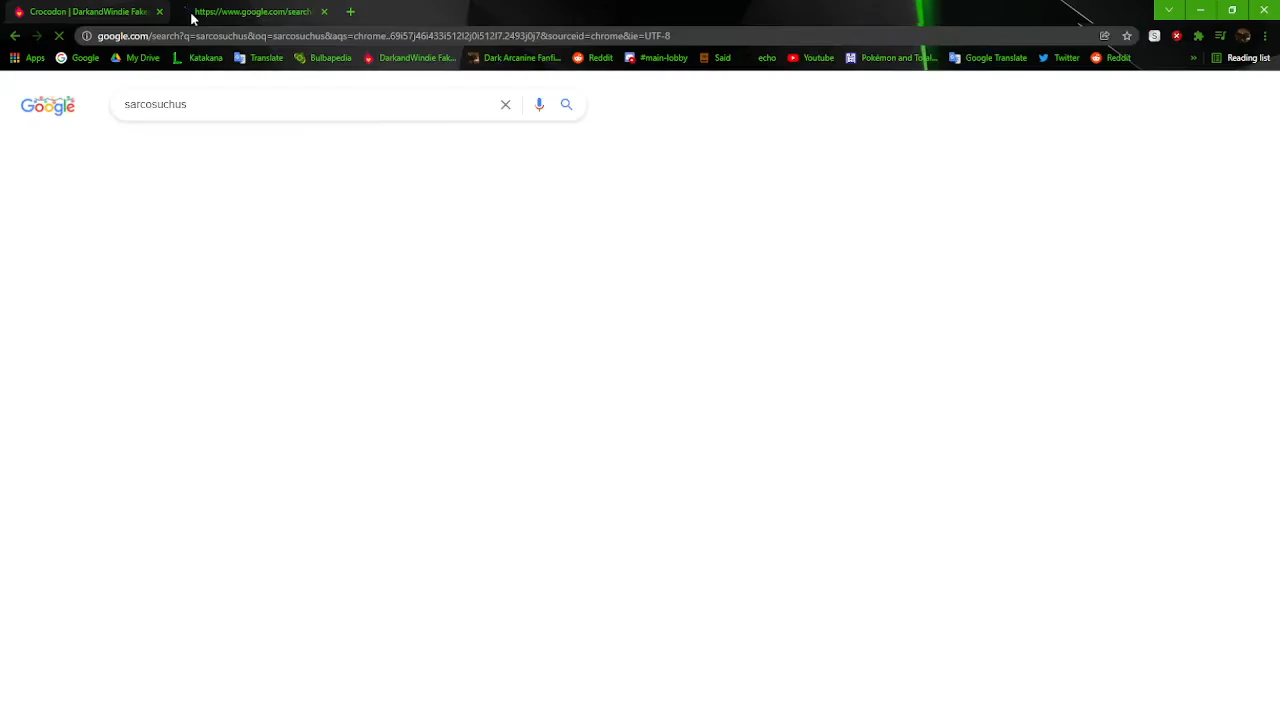 Crocodon | DarkandWindie Fake
https://www.google.com/search
google.com/search?q=sarcosuchus&oq=sarcosuchus&aqs=chrome..69i57j46i433i512l2j0i512l7.2493j0j7&sourceid=chrome&ie=UTF-8
Apps Google My Drive Katakana Translate Bulbapedia DarkandWindie Fak... Dark Arcanine Fanfi... Reddit #main-lobby Said echo Youtube Pokémon and Total... Google Translate Twitter Reddit » Reading list
Google sarcosuchus